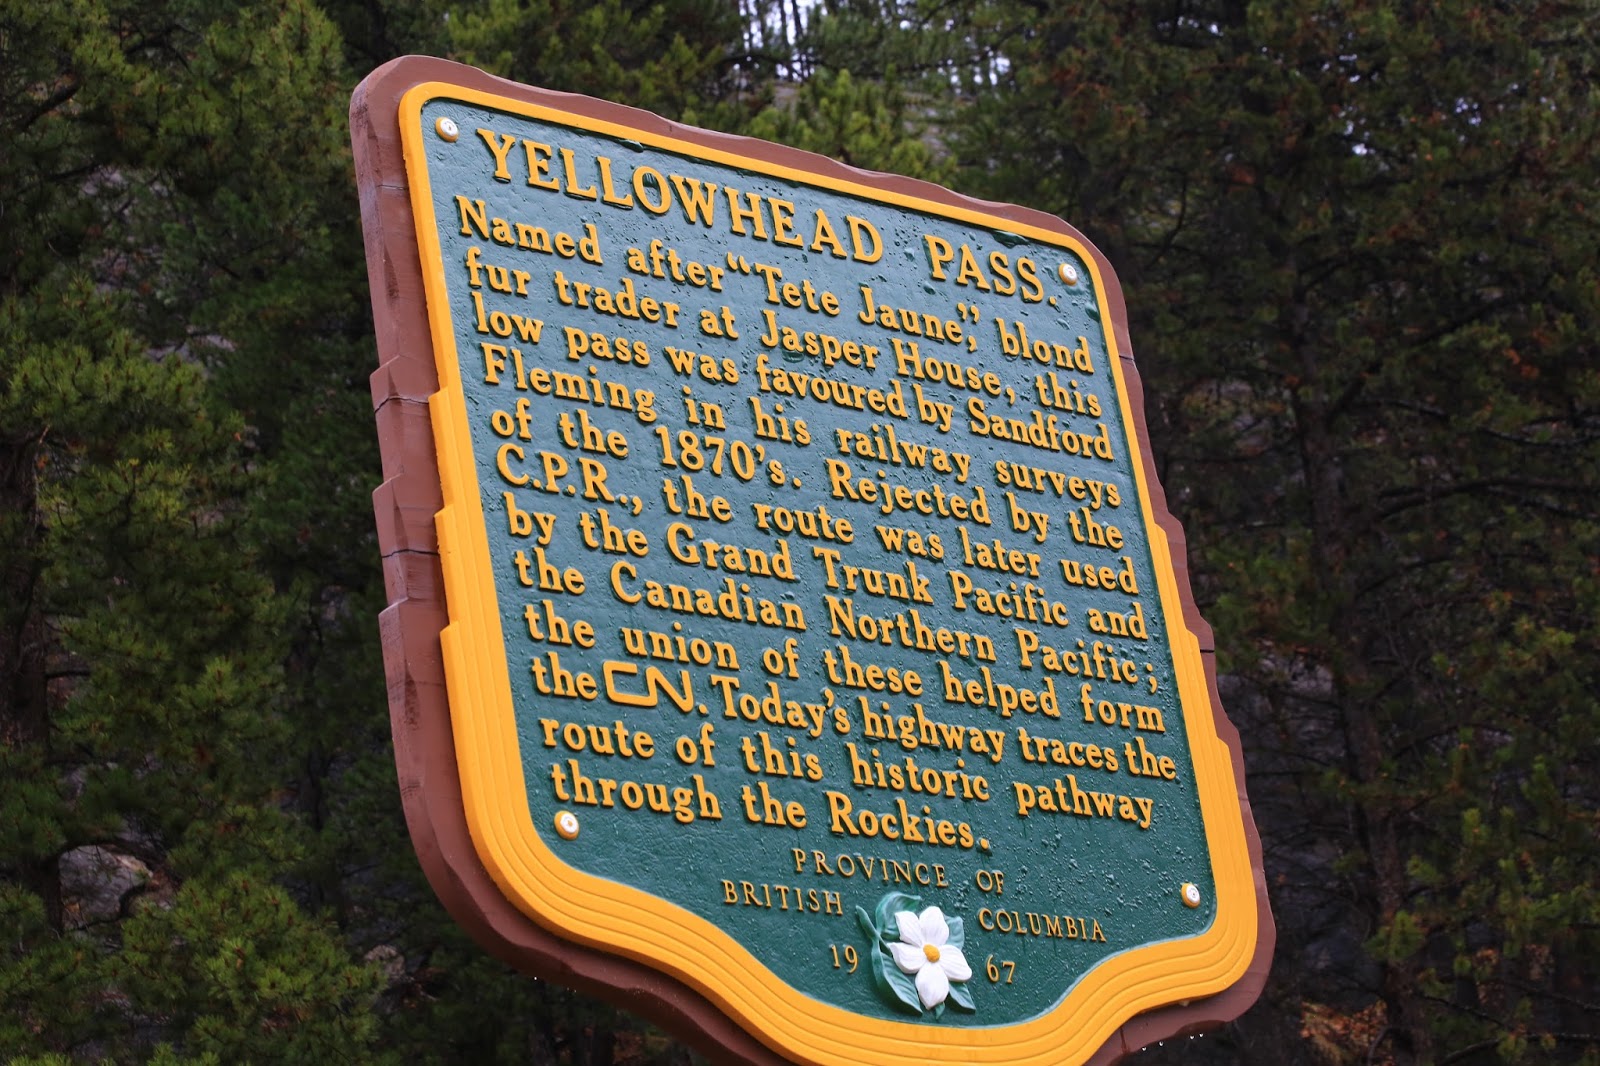 YELLOWHEAD PASS.
Named after "Tete Jaune", blond
fur trader at Jasper House, this
low pass was favoured by Sandford
Fleming in his railway surveys
of the 1870's. Rejected by the
C.P.R., the route was later used
by the Grand Trunk Pacific and
the Canadian Northern Pacific;
the union of these helped form
the CN. Today's highway traces the
route of this historic pathway
through the Rockies.
PROVINCE OF
BRITISH COLUMBIA
19 67